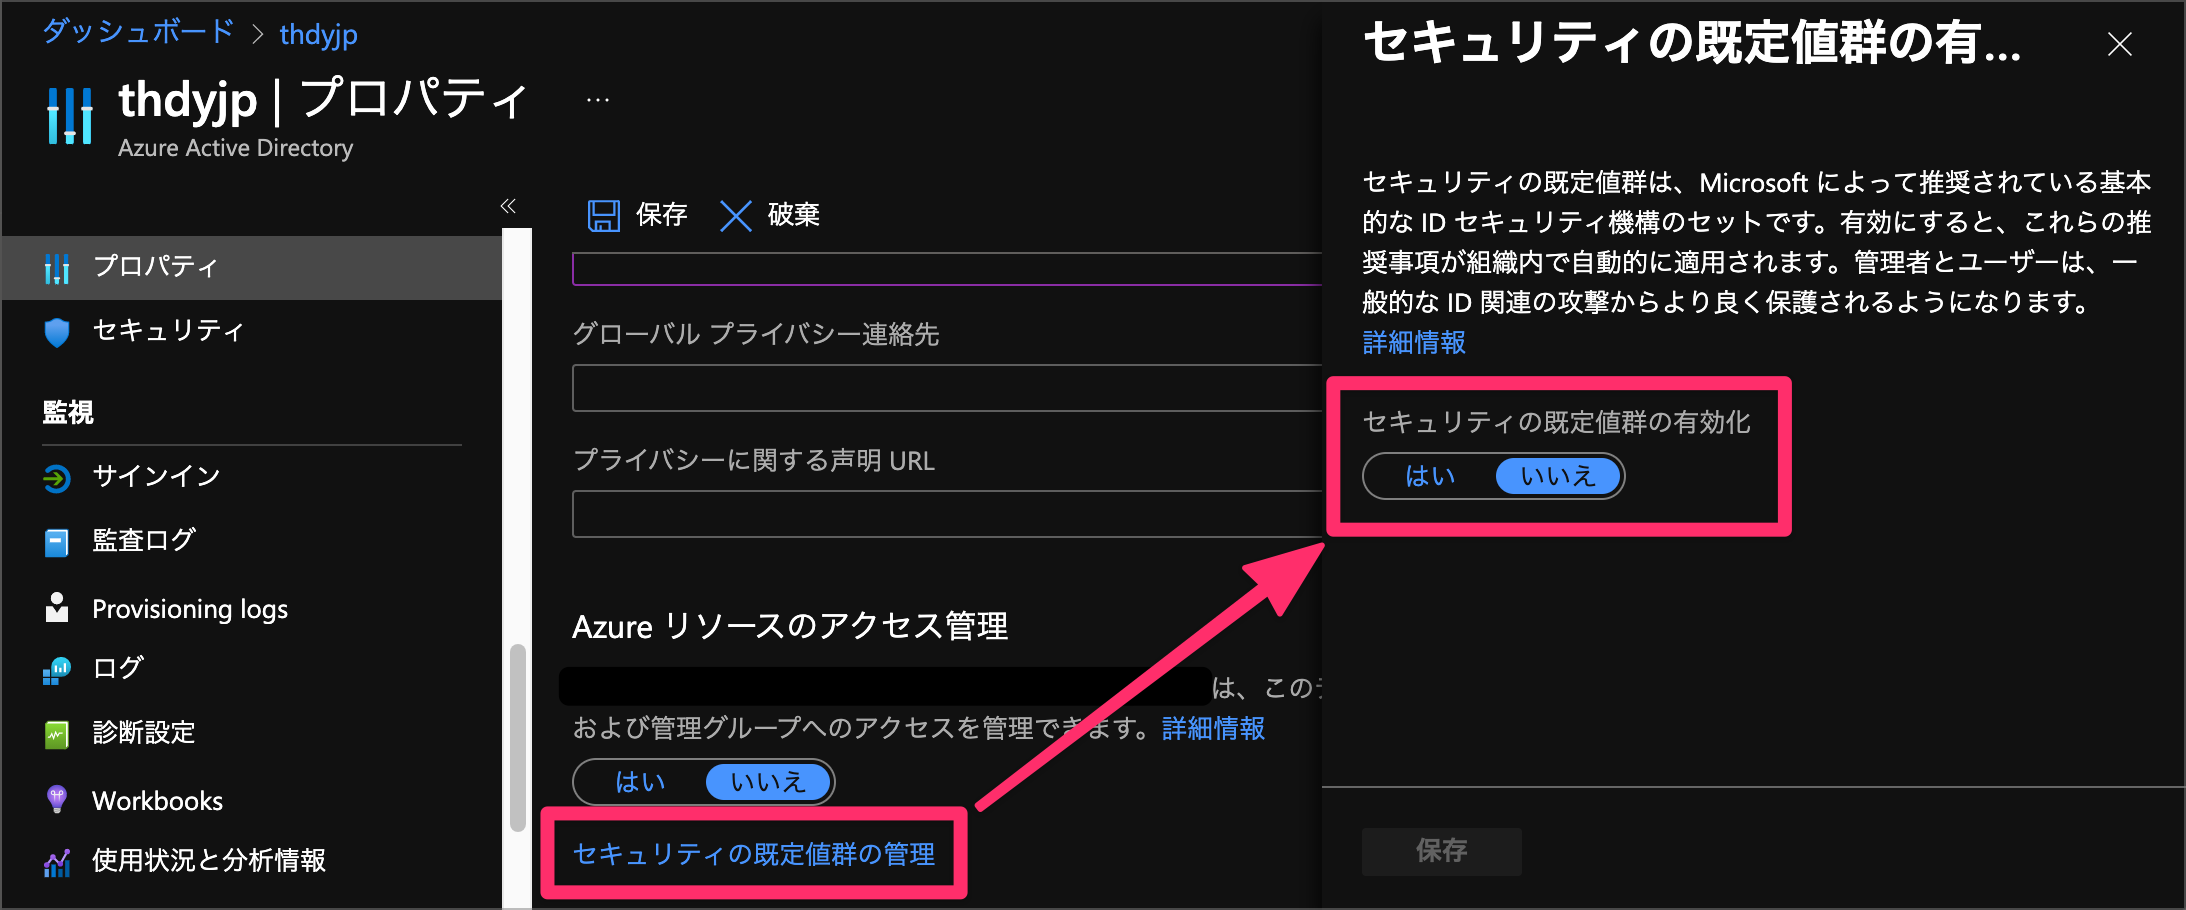 ダッシュボード > thdyjp
thdyjp | プロパティ ...
Azure Active Directory
«
プロパティ
セキュリティ
監視
サインイン
監査ログ
Provisioning logs
ログ
診断設定
Workbooks
使用状況と分析情報
保存 破棄
グローバル プライバシー連絡先
プライバシーに関する声明 URL
Azure リソースのアクセス管理
は、この
および管理グループへのアクセスを管理できます。詳細情報
はい いいえ
セキュリティの既定値群の管理
セキュリティの既定値群の有...
セキュリティの既定値群は、Microsoft によって推奨されている基本
的な ID セキュリティ機構のセットです。有効にすると、これらの推
奨事項が組織内で自動的に適用されます。管理者とユーザーは、一
般的な ID 関連の攻撃からより良く保護されるようになります。
詳細情報
セキュリティの既定値群の有効化
はい いいえ
保存